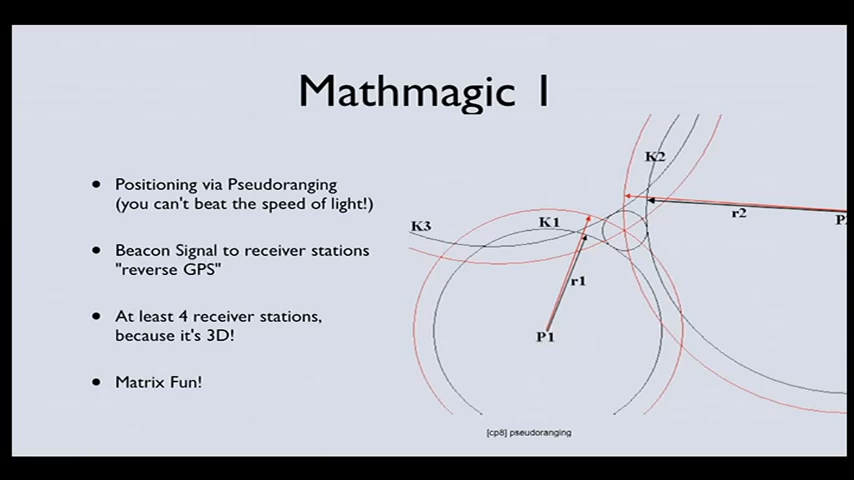 Mathmagic 1
• Positioning via Pseudoranging
(you can't beat the speed of light!)
• Beacon Signal to receiver stations
"reverse GPS"
• At least 4 receiver stations,
because it's 3D!
• Matrix Fun!
K2
K3
K1
r2
r1
P1
[cp8] pseudoranging